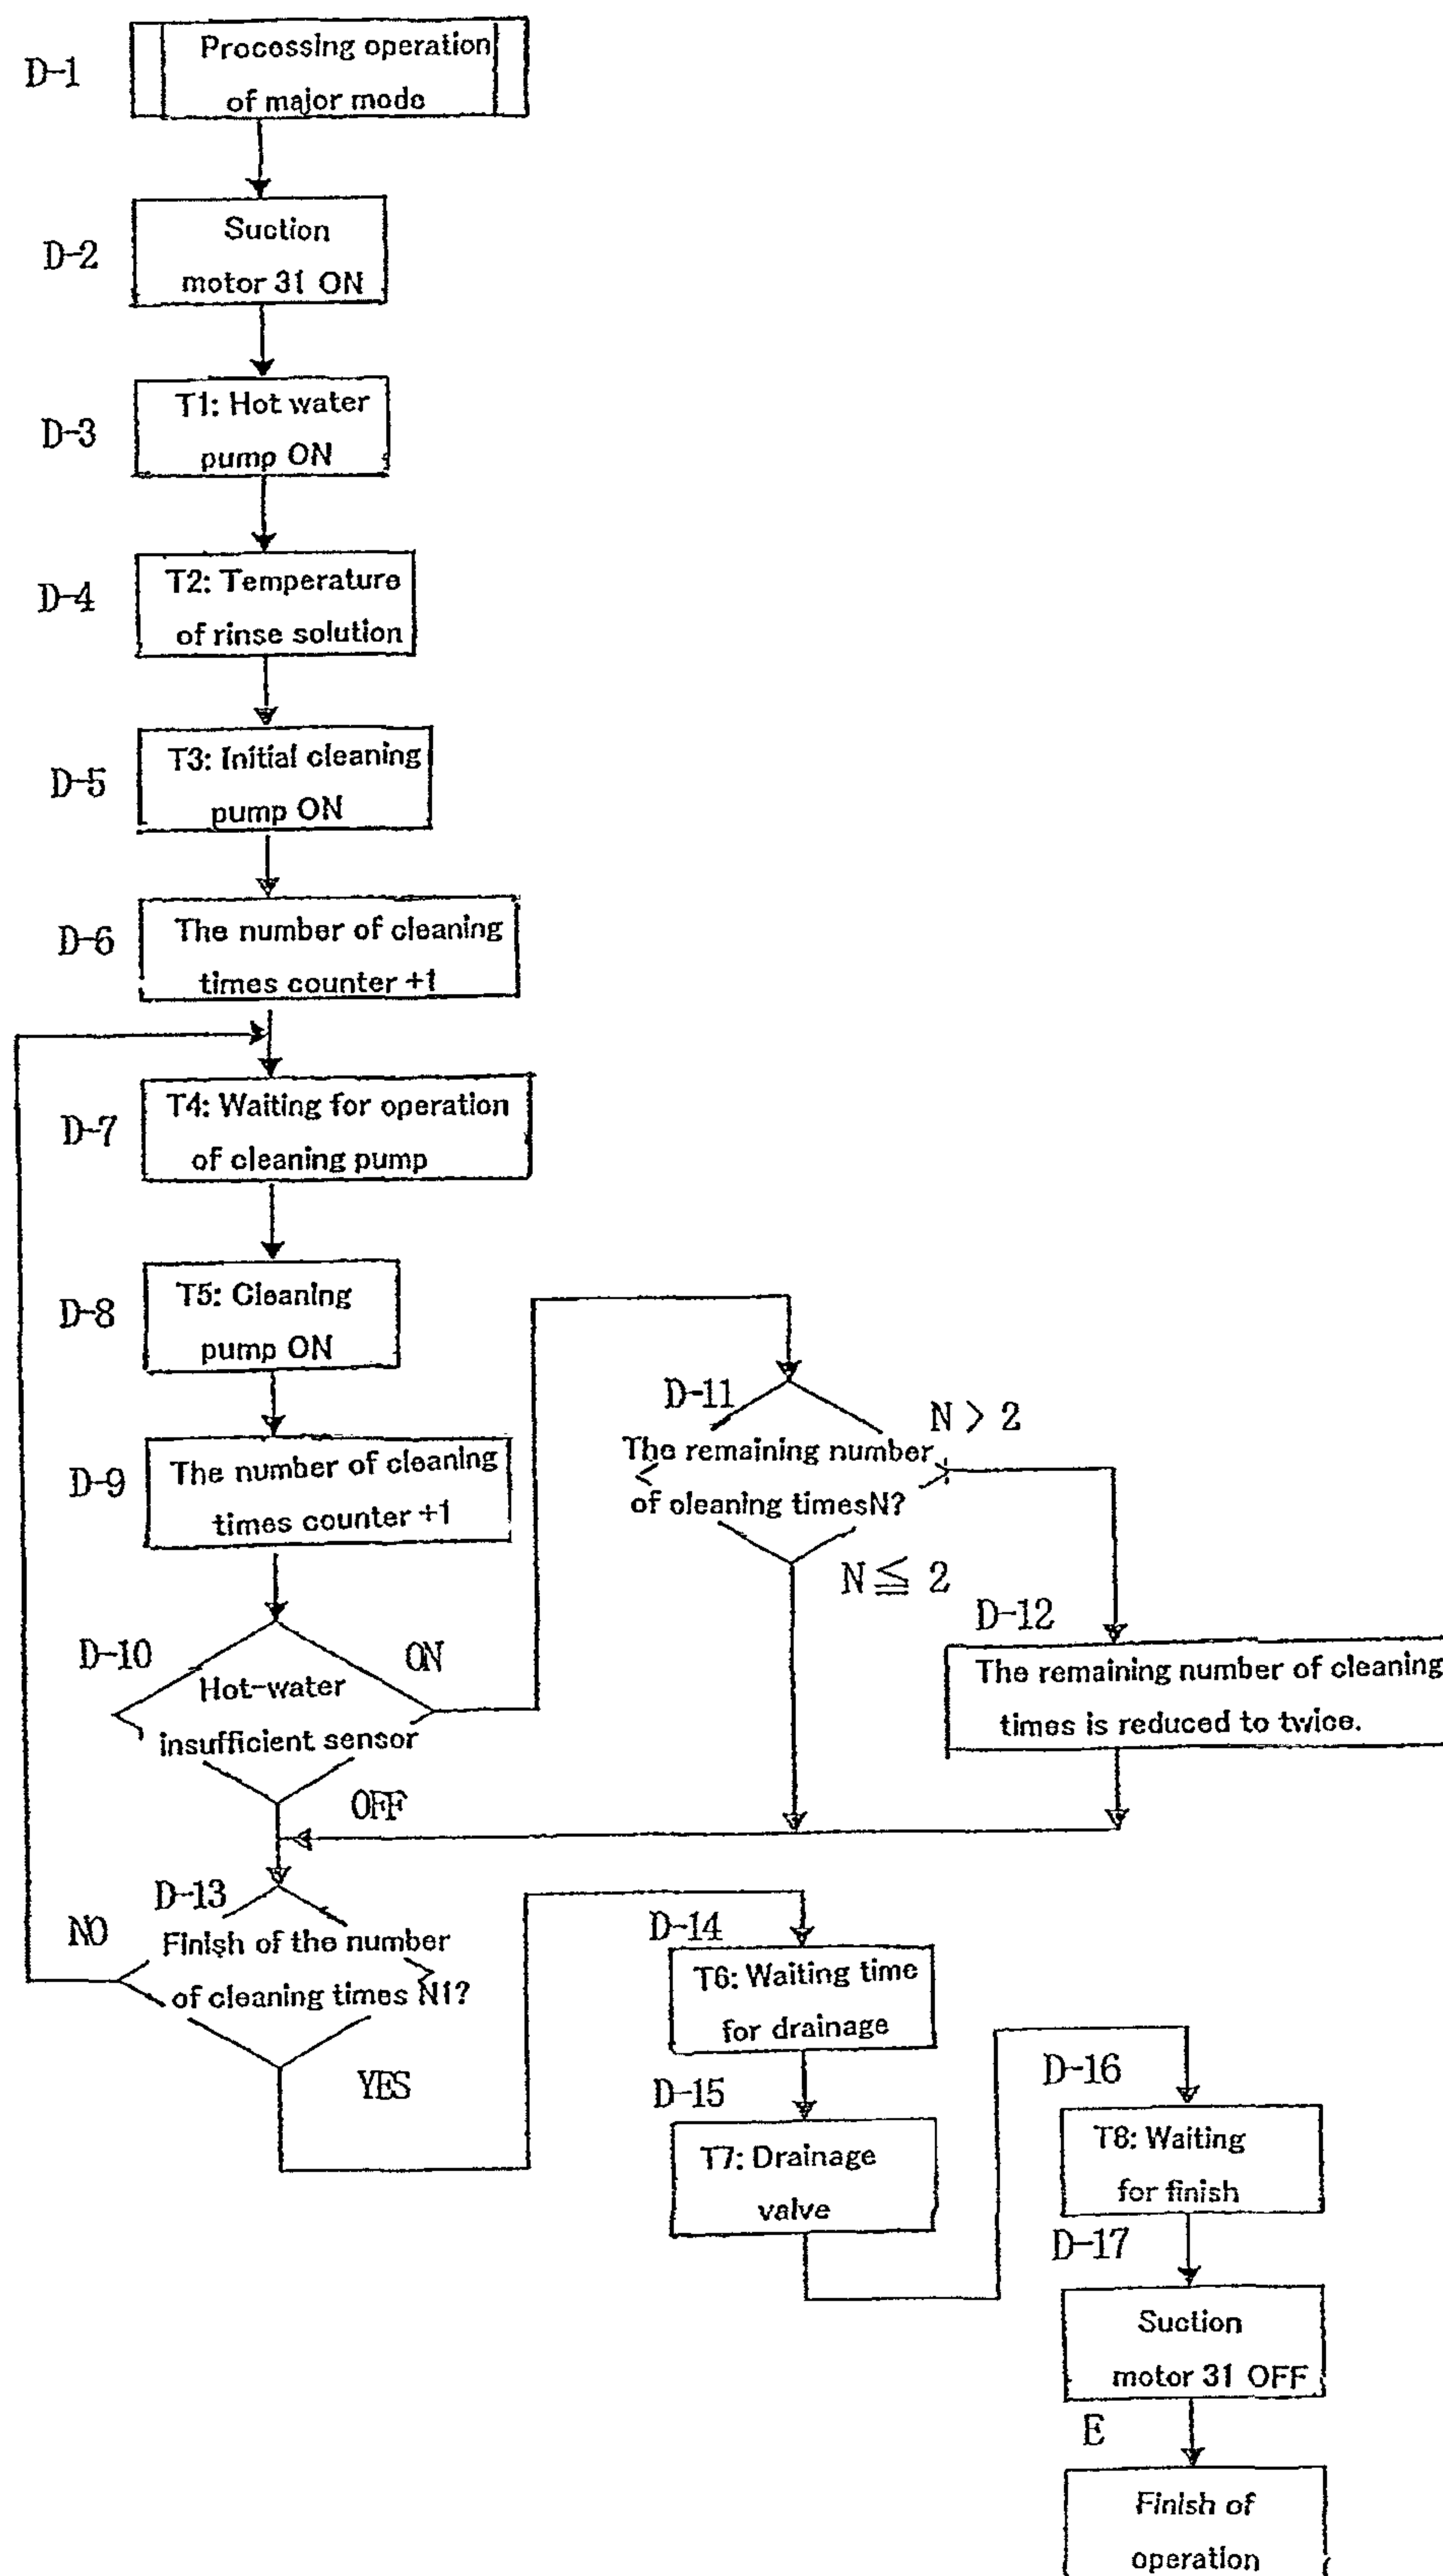 D-1
Processing operation
of major mode
D-2
Suction
motor 31 ON
D-3
T1: Hot water
pump ON
D-4
T2: Temperature
of rinse solution
D-5
T3: Initial cleaning
pump ON
D-6
The number of cleaning
times counter +1
D-7
T4: Waiting for operation
of cleaning pump
D-8
T5: Cleaning
pump ON
D-9
The number of cleaning
times counter +1
D-10
ON
Hot-water
insufficient sensor
OFF
D-11
N > 2
The remaining number
of cleaning timesN?
N ≦ 2
D-12
The remaining number of cleaning
times is reduced to twice.
D-13
NO
Finish of the number
of cleaning times N1?
YES
D-14
T6: Waiting time
for drainage
D-15
T7: Drainage
valve
D-16
T8: Waiting
for finish
D-17
Suction
motor 31 OFF
E
Finish of
operation